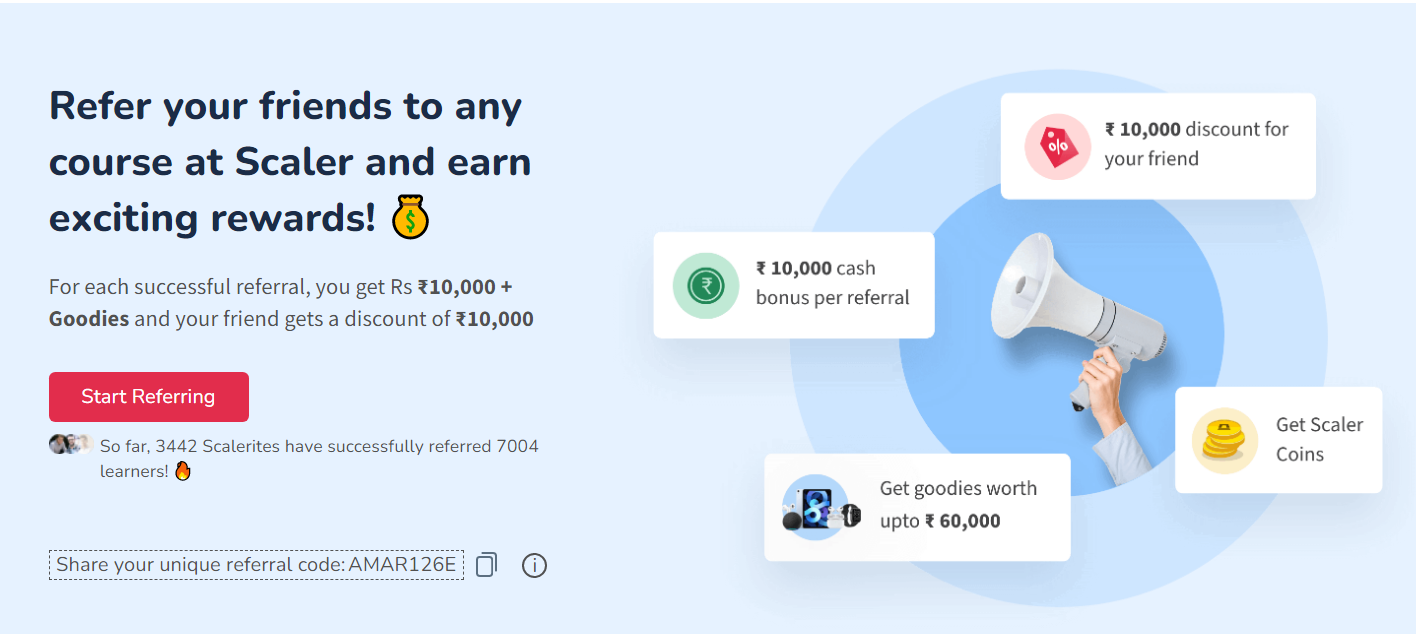 Refer your friends to any
course at Scaler and earn
exciting rewards!
For each successful referral, you get Rs ₹10,000 +
Goodies and your friend gets a discount of ₹10,000
Start Referring
So far, 3442 Scalerites have successfully referred 7004
learners!
Share your unique referral code: AMAR126E
₹ 10,000 discount for
your friend
₹ 10,000 cash
bonus per referral
Get Scaler
Coins
Get goodies worth
upto ₹ 60,000